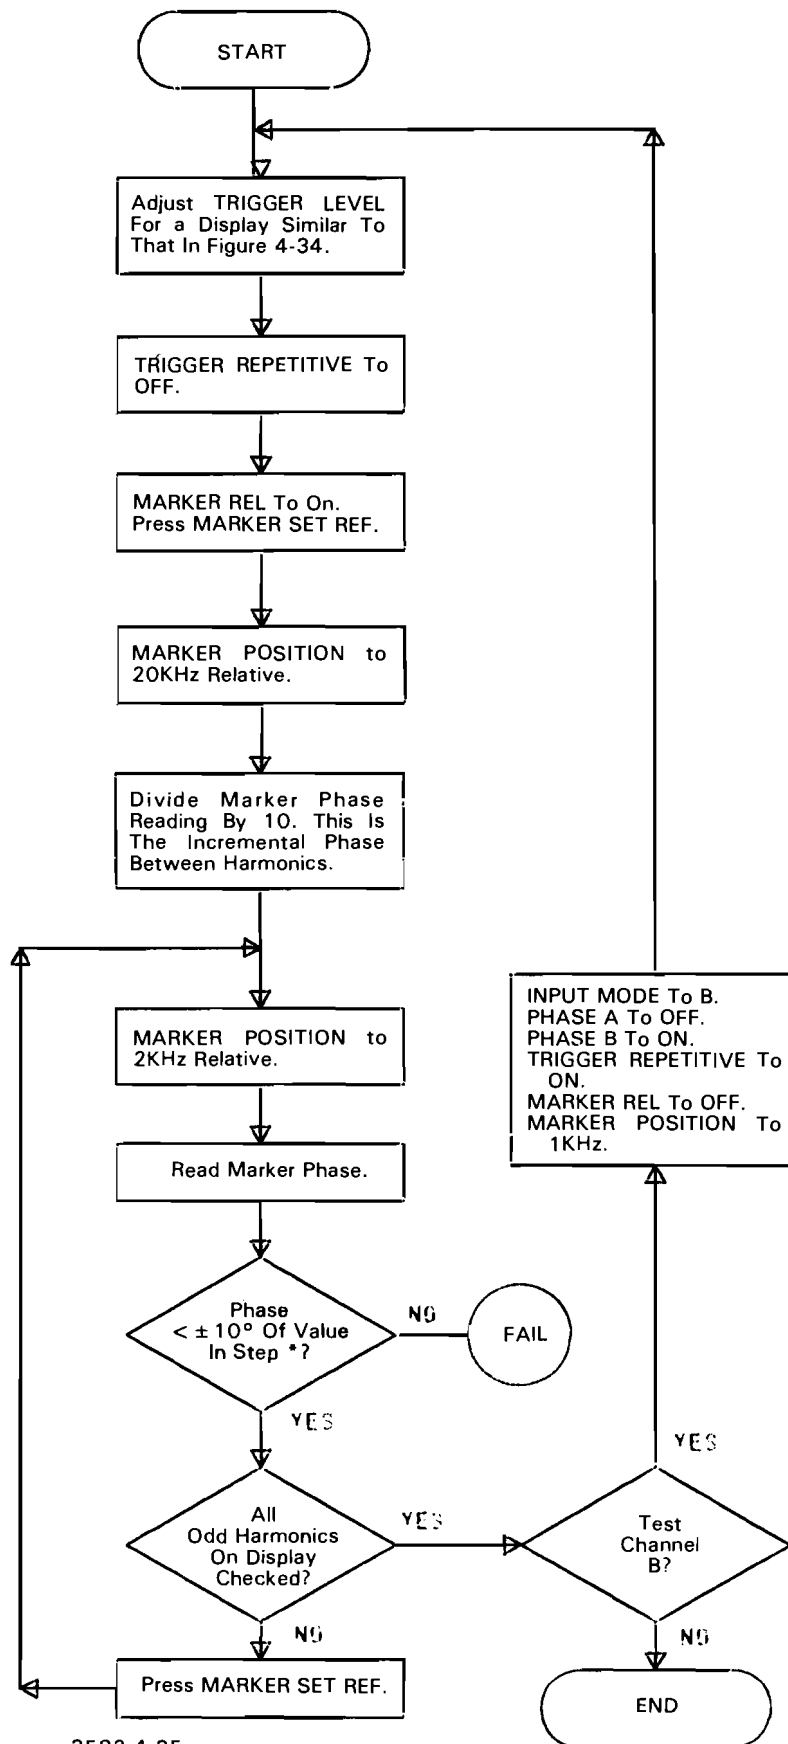 START
Adjust TRIGGER LEVEL
For a Display Similar To
That In Figure 4-34.
TRIGGER REPETITIVE To
OFF.
MARKER REL To On.
Press MARKER SET REF.
MARKER POSITION to
20KHz Relative.
Divide Marker Phase
Reading By 10. This Is
The Incremental Phase
Between Harmonics.
MARKER POSITION to
2KHz Relative.
Read Marker Phase.
Phase
< ± 10° Of Value
In Step *?
NO
FAIL
YES
All
Odd Harmonics
On Display
Checked?
YES
NO
Press MARKER SET REF.
INPUT MODE To B.
PHASE A To OFF.
PHASE B To ON.
TRIGGER REPETITIVE To
ON.
MARKER REL To OFF.
MARKER POSITION To
1KHz.
YES
Test
Channel
B?
NO
END